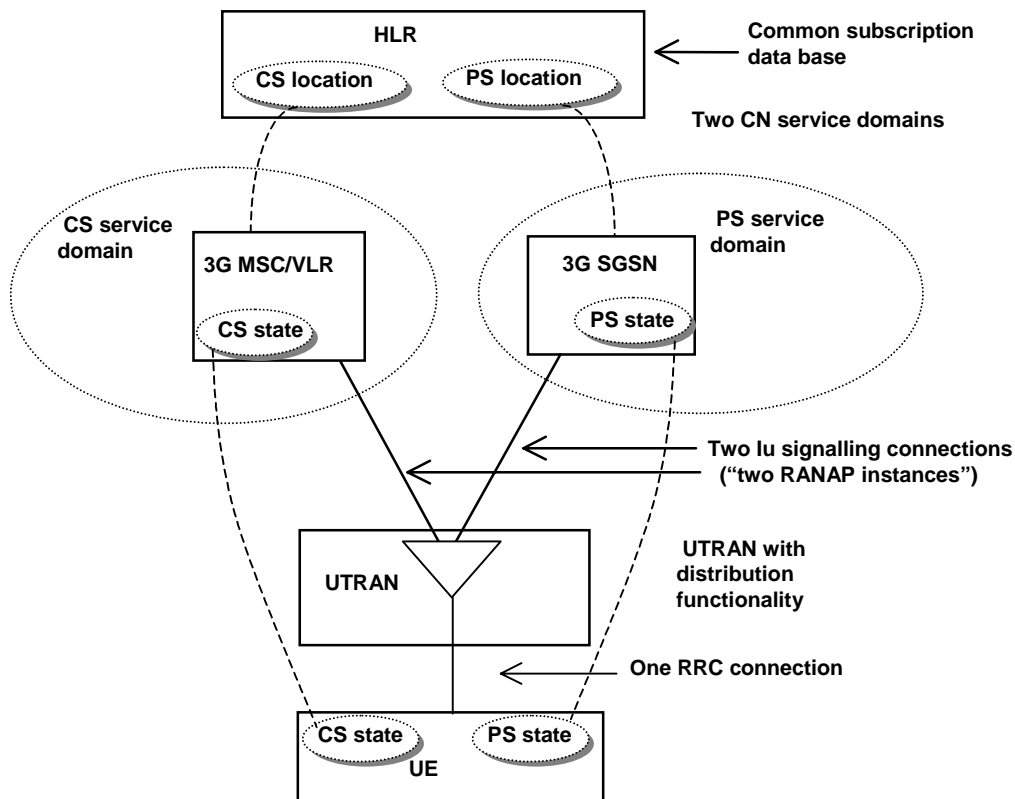 HLR
Common subscription
data base
CS location
PS location
Two CN service domains
CS service
domain
PS service
domain
3G MSC/VLR
3G SGSN
CS state
PS state
Two Iu signalling connections
(“two RANAP instances”)
UTRAN
UTRAN with
distribution
functionality
One RRC connection
CS state
PS state
UE